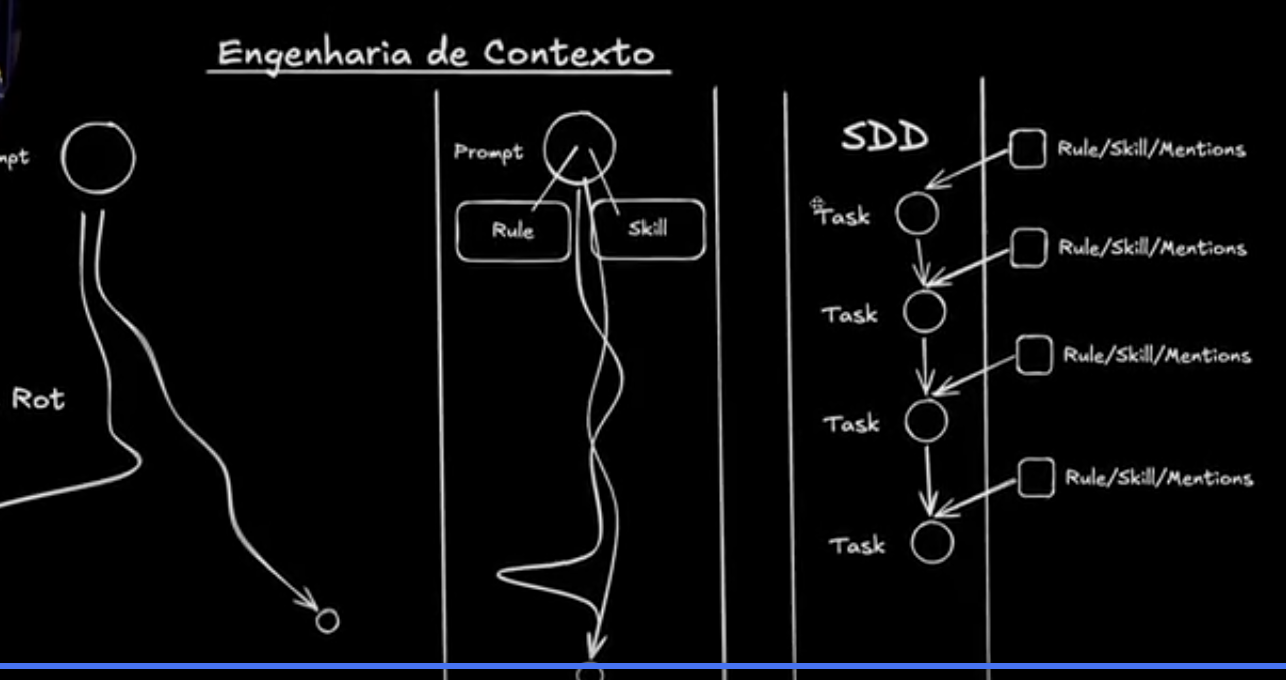 Engenharia de Contexto
mpt
Rot
Prompt
Rule
Skill
SDD
Task
Rule/Skill/Mentions
Task
Rule/Skill/Mentions
Task
Rule/Skill/Mentions
Task
Rule/Skill/Mentions